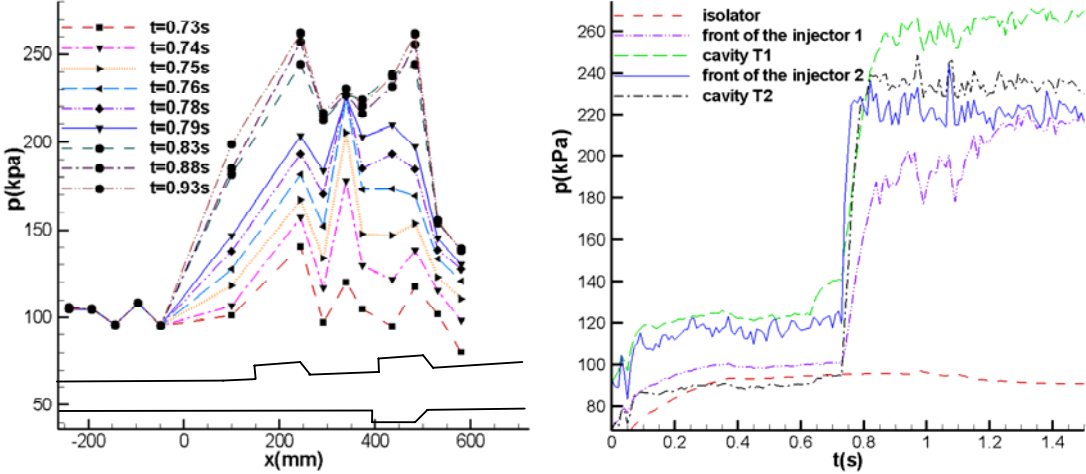 250
200
150
100
50
p(kpa)
t=0.73s
t=0.74s
t=0.75s
t=0.76s
t=0.78s
t=0.79s
t=0.83s
t=0.88s
t=0.93s
-200
0
200
400
600
x(mm)
260
240
220
200
180
160
140
120
100
80
p(kPa)
isolator
front of the injector 1
cavity T1
front of the injector 2
cavity T2
0
0.2
0.4
0.6
0.8
1
1.2
1.4
t(s)